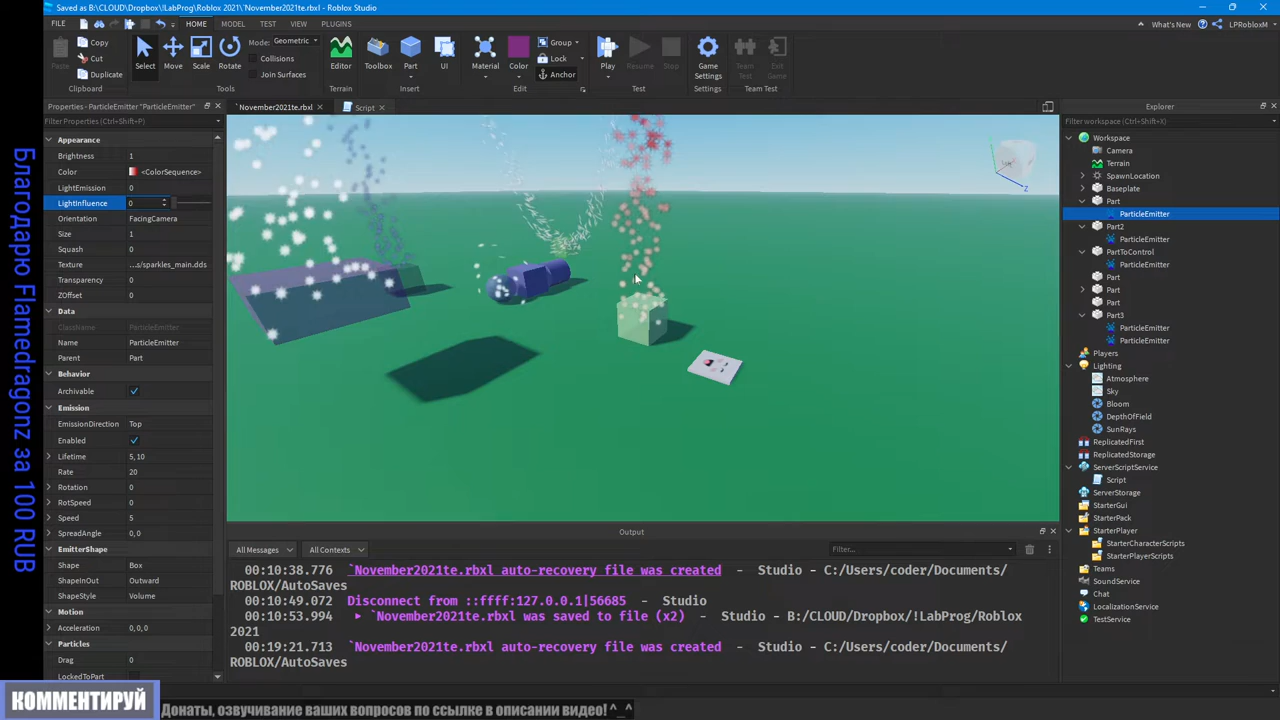 Saved as B:\CLOUD\Dropbox\!LabProg\Roblox 2021\`November2021te.rbxl - Roblox Studio
FILE HOME MODEL TEST VIEW PLUGINS What's New LPRobloxM
Paste Copy Cut Duplicate Clipboard
Select Move Scale Rotate Mode: Geometric Collisions Join Surfaces Tools
Editor Terrain
Toolbox Part UI Insert
Material Color Group Lock Anchor Edit
Play Resume Stop Test
Game Settings Settings
Team Test Exit Game Team Test
Properties - ParticleEmitter "ParticleEmitter"
Filter Properties (Ctrl+Shift+P)
Appearance
Brightness 1
Color <ColorSequence>
LightEmission 0
LightInfluence 0
Orientation FacingCamera
Size 1
Squash 0
Texture ...s/sparkles_main.dds
Transparency 0
ZOffset 0
Data
ClassName ParticleEmitter
Name ParticleEmitter
Parent Part
Behavior
Archivable
Emission
EmissionDirection Top
Enabled
Lifetime 5, 10
Rate 20
Rotation 0
RotSpeed 0
Speed 5
SpreadAngle 0, 0
EmitterShape
Shape Box
ShapeInOut Outward
ShapeStyle Volume
Motion
Acceleration 0, 0, 0
Particles
Drag 0
LockedToPart
`November2021te.rbxl Script
Z
Output
All Messages All Contexts Filter...
00:10:38.776 `November2021te.rbxl auto-recovery file was created - Studio - C:/Users/coder/Documents/
ROBLOX/AutoSaves
00:10:49.072 Disconnect from ::ffff:127.0.0.1|56685 - Studio
00:10:53.994 ▶ `November2021te.rbxl was saved to file (x2) - Studio - B:/CLOUD/Dropbox/!LabProg/Roblox
2021
00:19:21.713 `November2021te.rbxl auto-recovery file was created - Studio - C:/Users/coder/Documents/
ROBLOX/AutoSaves
Explorer
Filter workspace (Ctrl+Shift+X)
Workspace
Camera
Terrain
SpawnLocation
Baseplate
Part
ParticleEmitter
Part2
ParticleEmitter
PartToControl
ParticleEmitter
Part
Part
Part
Part3
ParticleEmitter
ParticleEmitter
Players
Lighting
Atmosphere
Sky
Bloom
DepthOfField
SunRays
ReplicatedFirst
ReplicatedStorage
ServerScriptService
Script
ServerStorage
StarterGui
StarterPack
StarterPlayer
StarterCharacterScripts
StarterPlayerScripts
Teams
SoundService
Chat
LocalizationService
TestService
Благодарю Flamedragonz за 100 RUB
КОММЕНТИРУЙ
Донаты, озвучивание ваших вопросов по ссылке в описании видео! ^_^